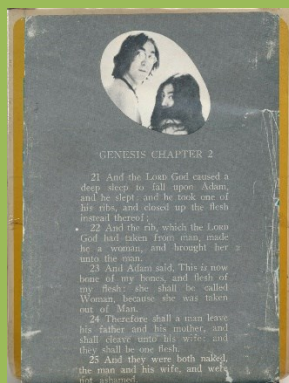 GENESIS CHAPTER 2
21 And the LORD God caused a
deep sleep to fall upon Adam,
and he slept: and he took one of
his ribs, and closed up the flesh
instead thereof;
22 And the rib, which the LORD
God had taken from man, made
he a woman, and brought her
unto the man.
23 And Adam said, This is now
bone of my bones, and flesh of
my flesh: she shall be called
Woman, because she was taken
out of Man.
24 Therefore shall a man leave
his father and his mother, and
shall cleave unto his wife: and
they shall be one flesh.
25 And they were both naked,
the man and his wife, and were
not ashamed.